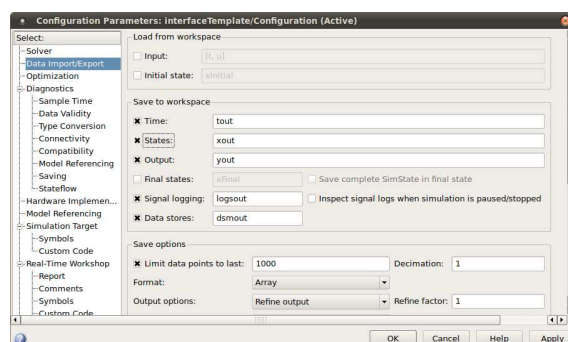 Configuration Parameters: interfaceTemplate/Configuration (Active)
Select:
Solver
Data Import/Export
Optimization
Diagnostics
Sample Time
Data Validity
Type Conversion
Connectivity
Compatibility
Model Referencing
Saving
Stateflow
Hardware Implemen...
Model Referencing
Simulation Target
Symbols
Custom Code
Real-Time Workshop
Report
Comments
Symbols
Custom Code
Load from workspace
Input: [t, u]
Initial state: xInitial
Save to workspace
Time: tout
States: xout
Output: yout
Final states: xFinal Save complete SimState in final state
Signal logging: logsout Inspect signal logs when simulation is paused/stopped
Data stores: dsmout
Save options
Limit data points to last: 1000 Decimation: 1
Format: Array
Output options: Refine output Refine factor: 1
OK Cancel Help Apply